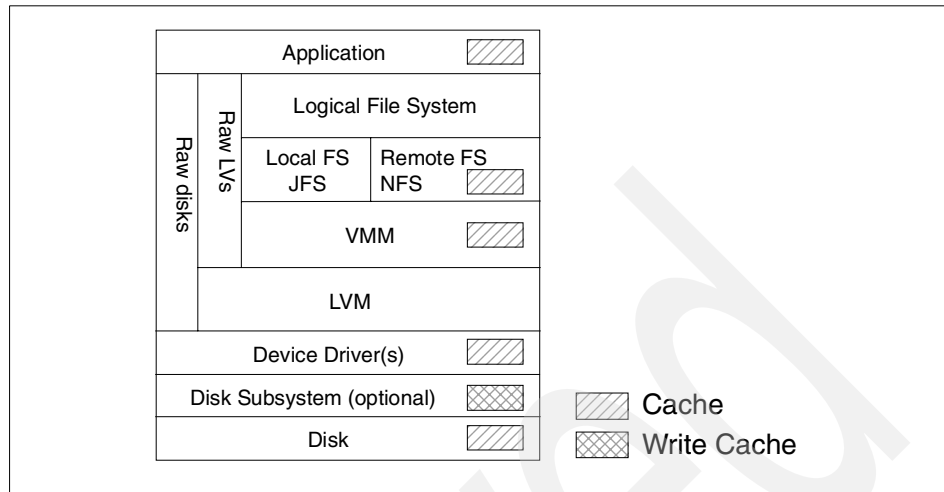 Application
Logical File System
Raw disks
Raw LVs
Local FS
JFS
Remote FS
NFS
VMM
LVM
Device Driver(s)
Disk Subsystem (optional)
Disk
Cache
Write Cache